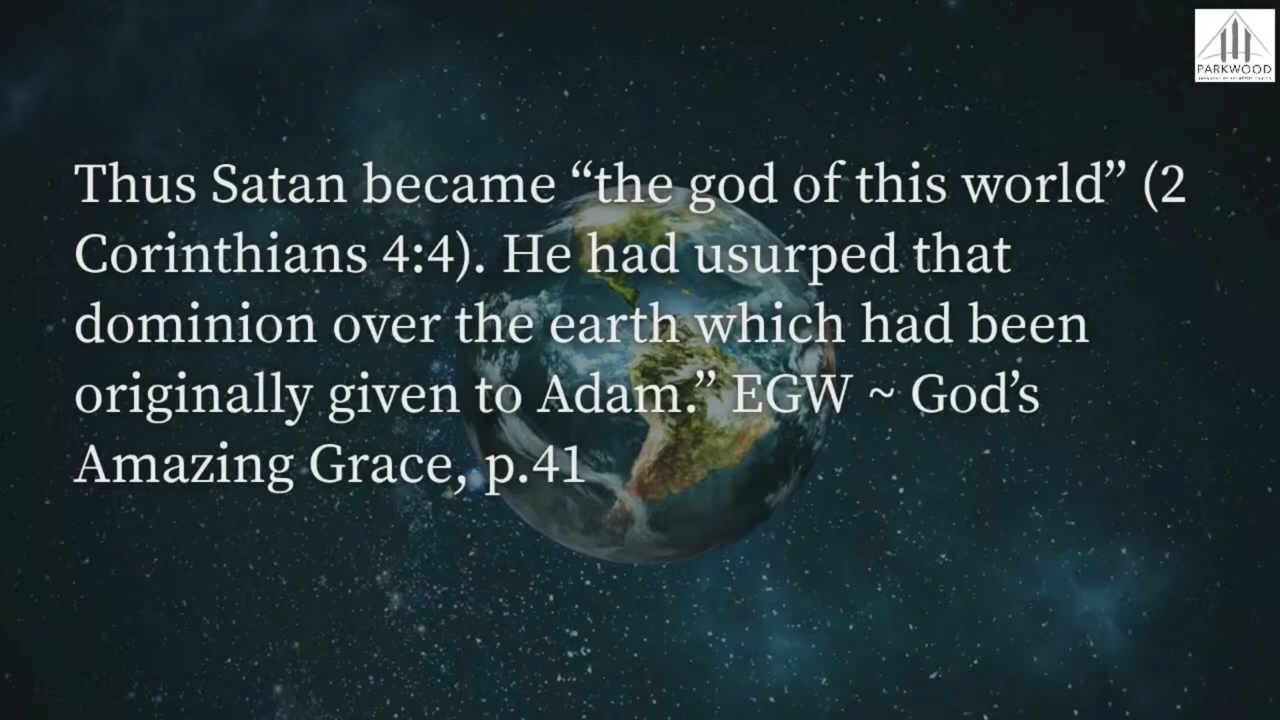 PARKWOOD
Thus Satan became “the god of this world” (2
Corinthians 4:4). He had usurped that
dominion over the earth which had been
originally given to Adam.” EGW ~ God’s
Amazing Grace, p.41